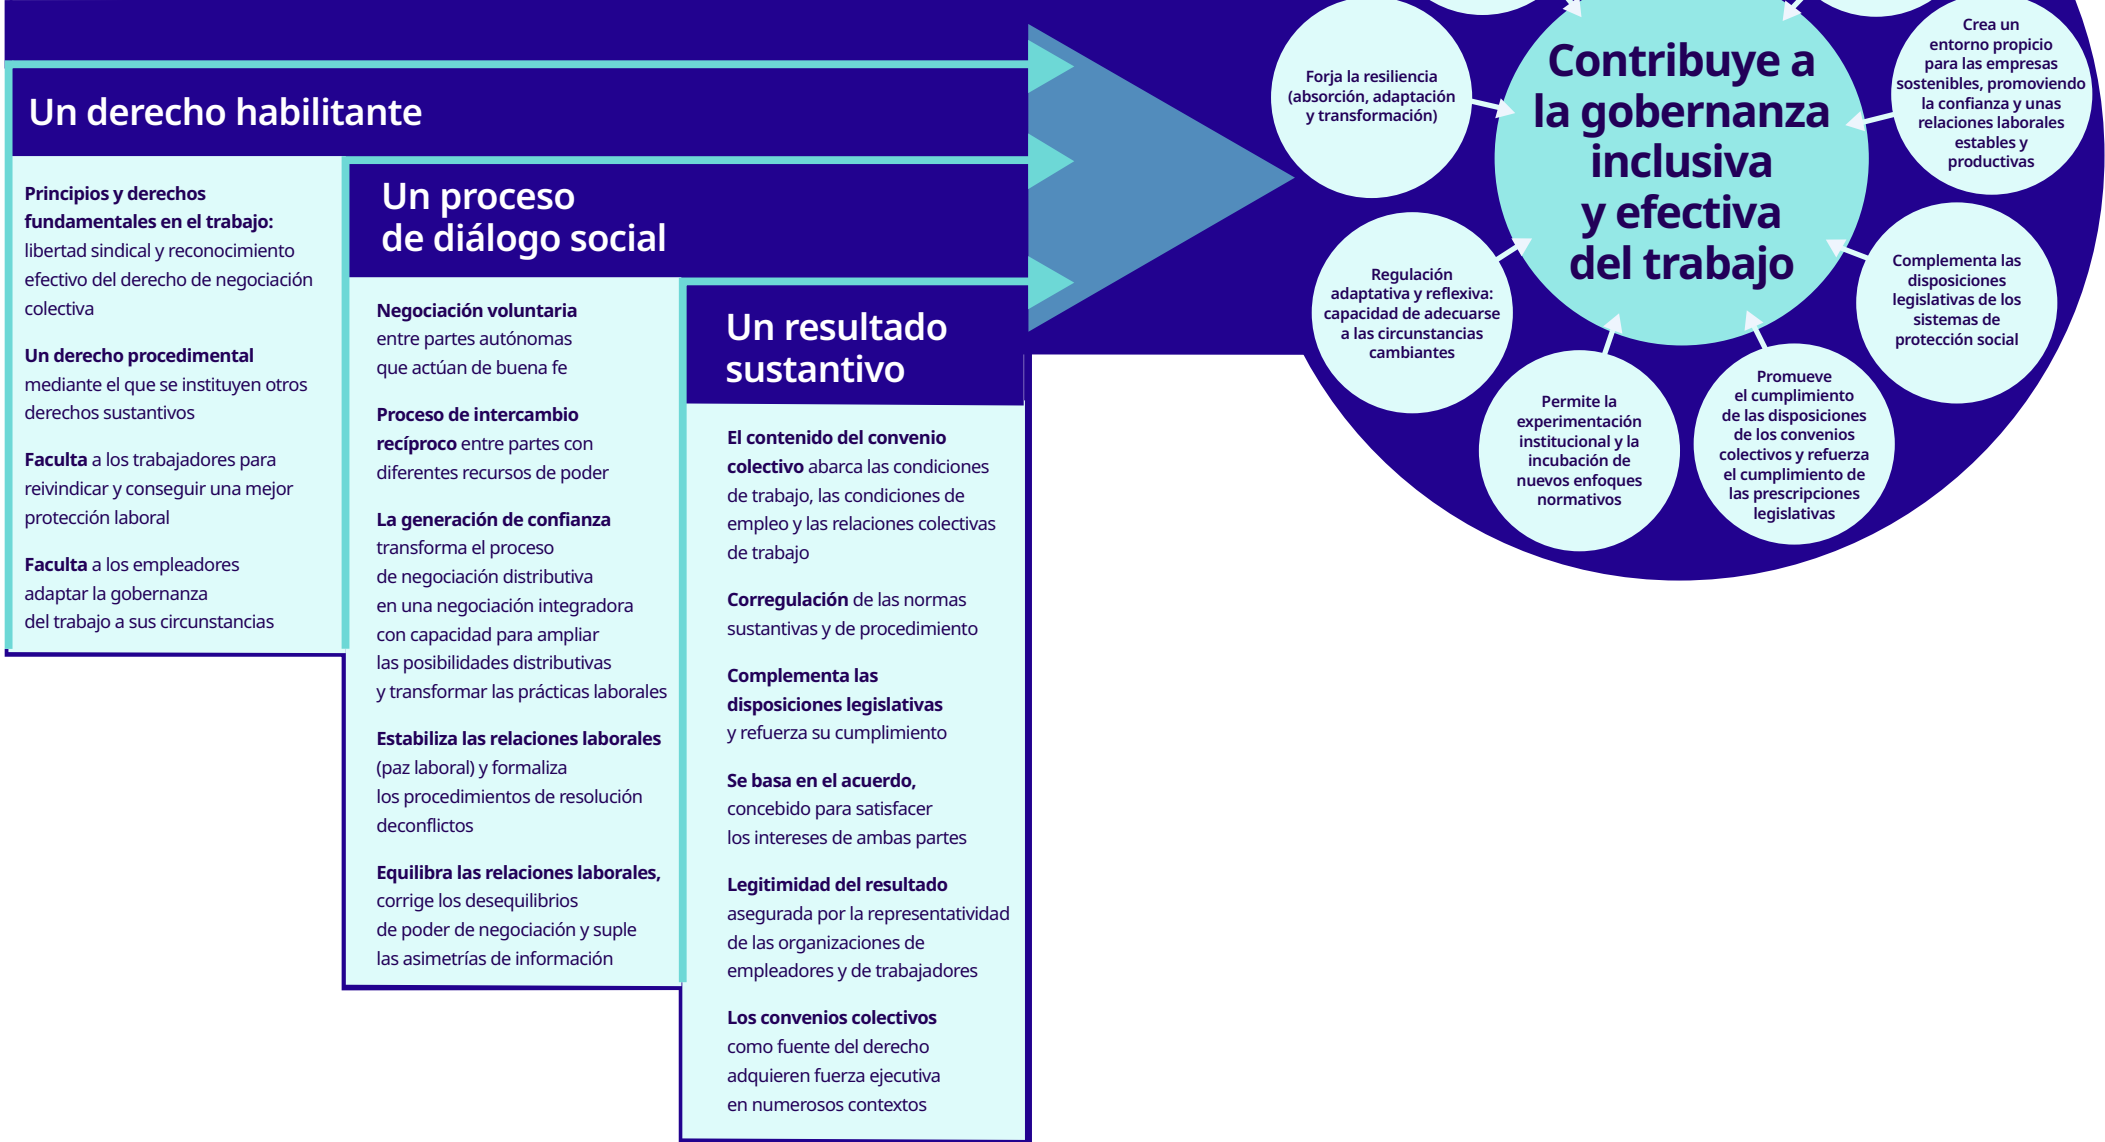 Un derecho habilitante
Principios y derechos
fundamentales en el trabajo:
libertad sindical y reconocimiento
efectivo del derecho de negociación
colectiva
Un derecho procedimental
mediante el que se instituyen otros
derechos sustantivos
Faculta a los trabajadores para
reivindicar y conseguir una mejor
protección laboral
Faculta a los empleadores
adaptar la gobernanza
del trabajo a sus circunstancias
Un proceso
de diálogo social
Negociación voluntaria
entre partes autónomas
que actúan de buena fe
Proceso de intercambio
recíproco entre partes con
diferentes recursos de poder
La generación de confianza
transforma el proceso
de negociación distributiva
en una negociación integradora
con capacidad para ampliar
las posibilidades distributivas
y transformar las prácticas laborales
Estabiliza las relaciones laborales
(paz laboral) y formaliza
los procedimientos de resolución
deconflictos
Equilibra las relaciones laborales,
corrige los desequilibrios
de poder de negociación y suple
las asimetrías de información
Un resultado
sustantivo
El contenido del convenio
colectivo abarca las condiciones
de trabajo, las condiciones de
empleo y las relaciones colectivas
de trabajo
Corregulación de las normas
sustantivas y de procedimiento
Complementa las
disposiciones legislativas
y refuerza su cumplimiento
Se basa en el acuerdo,
concebido para satisfacer
los intereses de ambas partes
Legitimidad del resultado
asegurada por la representatividad
de las organizaciones de
empleadores y de trabajadores
Los convenios colectivos
como fuente del derecho
adquieren fuerza ejecutiva
en numerosos contextos
Contribuye a
la gobernanza
inclusiva
y efectiva
del trabajo
Crea un
entorno propicio
para las empresas
sostenibles, promoviendo
la confianza y unas
relaciones laborales
estables y
productivas
Complementa las
disposiciones
legislativas de los
sistemas de
protección social
Promueve
el cumplimiento
de las disposiciones
de los convenios
colectivos y refuerza
el cumplimiento de
las prescripciones
legislativas
Permite la
experimentación
institucional y la
incubación de
nuevos enfoques
normativos
Regulación
adaptativa y reflexiva:
capacidad de adecuarse
a las circunstancias
cambiantes
Forja la resiliencia
(absorción, adaptación
y transformación)